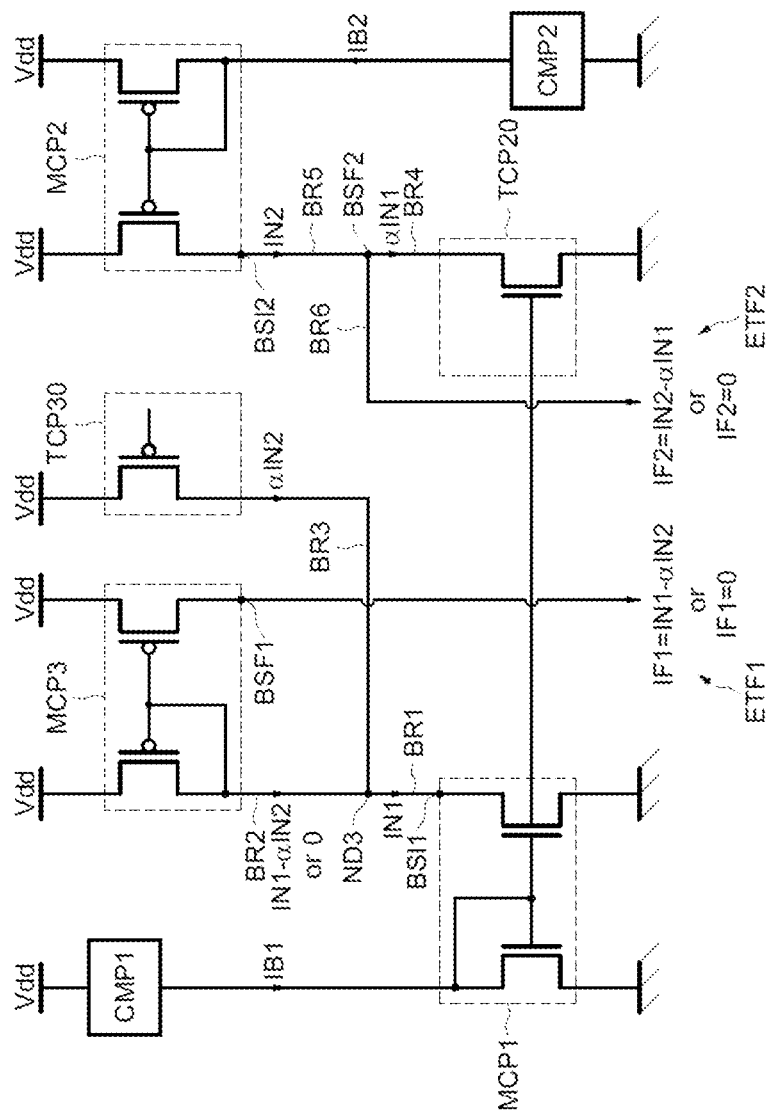 Vdd
Vdd
Vdd
Vdd
Vdd
Vdd
CMP1
MCP3
TCP30
MCP2
IB1
BR2
IN1-αIN2
or 0
ND3
BSF1
αIN2
BR3
BSI2
IN2
BR5
BR6
BSF2
αIN1
BR4
IB2
IN1
BR1
BSI1
MCP1
TCP20
CMP2
IF1=IN1-αIN2
or
IF1=0
ETF1
IF2=IN2-αIN1
or
IF2=0
ETF2